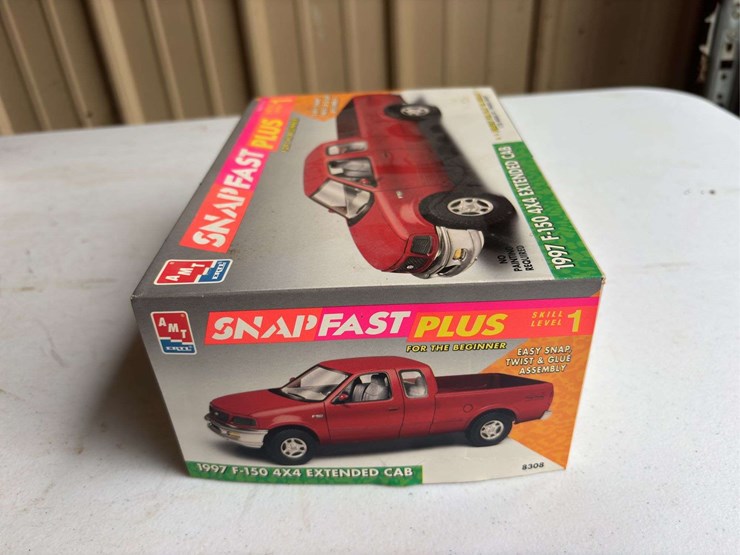 SNAPFAST PLUS
AMT
ERTL
NO
PAINTING
REQUIRED
1997 F-150 4X4 EXTENDED CAB
AMT
ERTL
SNAPFAST PLUS
FOR THE BEGINNER
SKILL
LEVEL 1
EASY SNAP,
TWIST & GLUE
ASSEMBLY
1997 F-150 4X4 EXTENDED CAB
8308